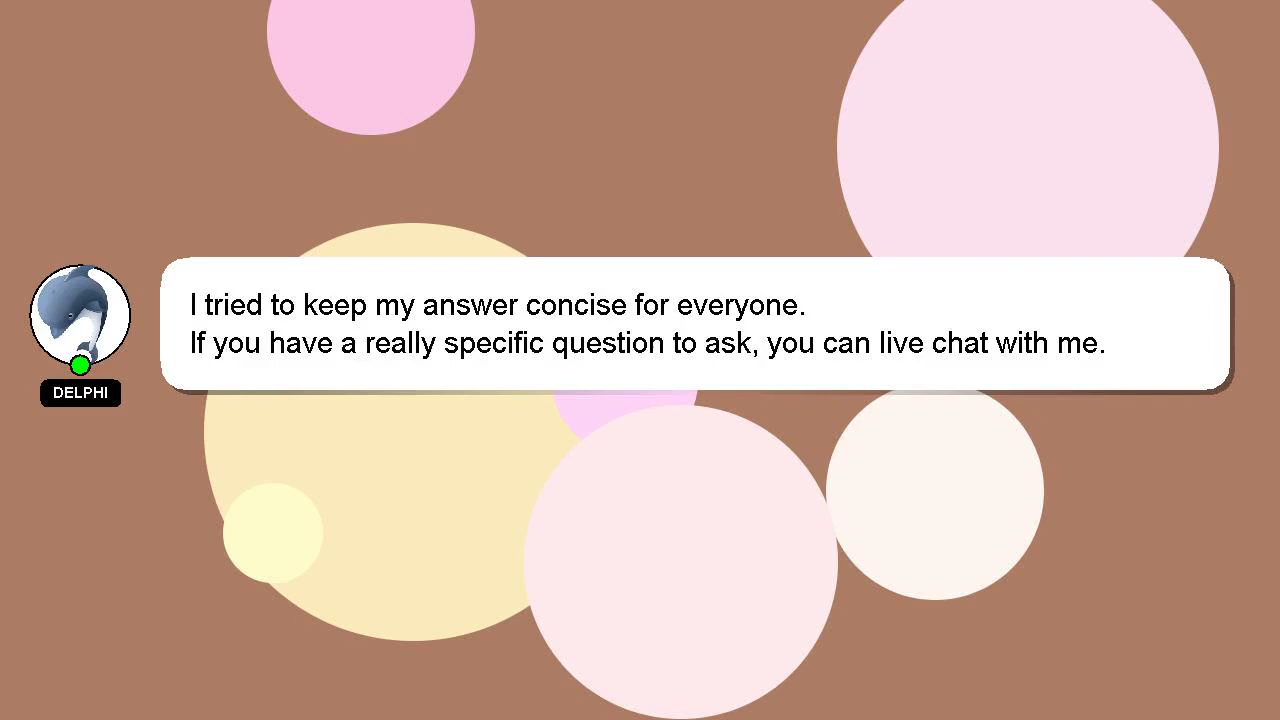 I tried to keep my answer concise for everyone.
If you have a really specific question to ask, you can live chat with me.
DELPHI